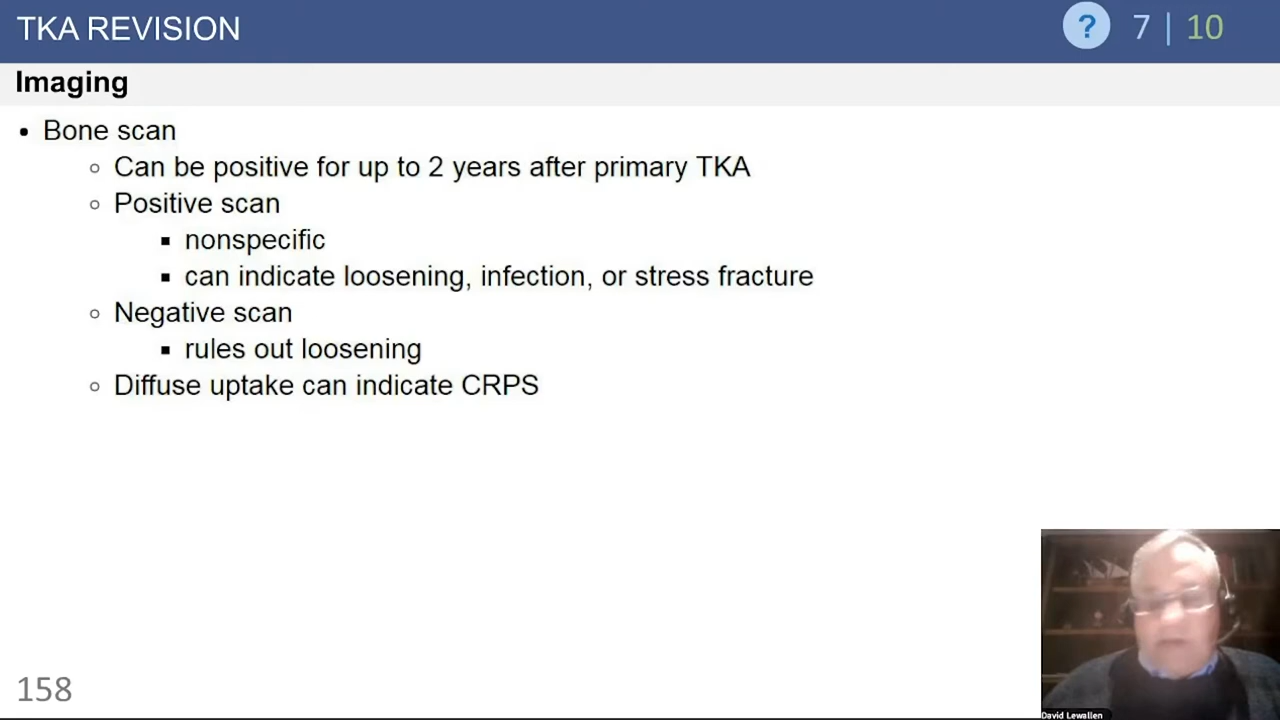 TKA REVISION
? 7 | 10
Imaging
• Bone scan
○ Can be positive for up to 2 years after primary TKA
○ Positive scan
▪ nonspecific
▪ can indicate loosening, infection, or stress fracture
○ Negative scan
▪ rules out loosening
○ Diffuse uptake can indicate CRPS
158
David Lewallen